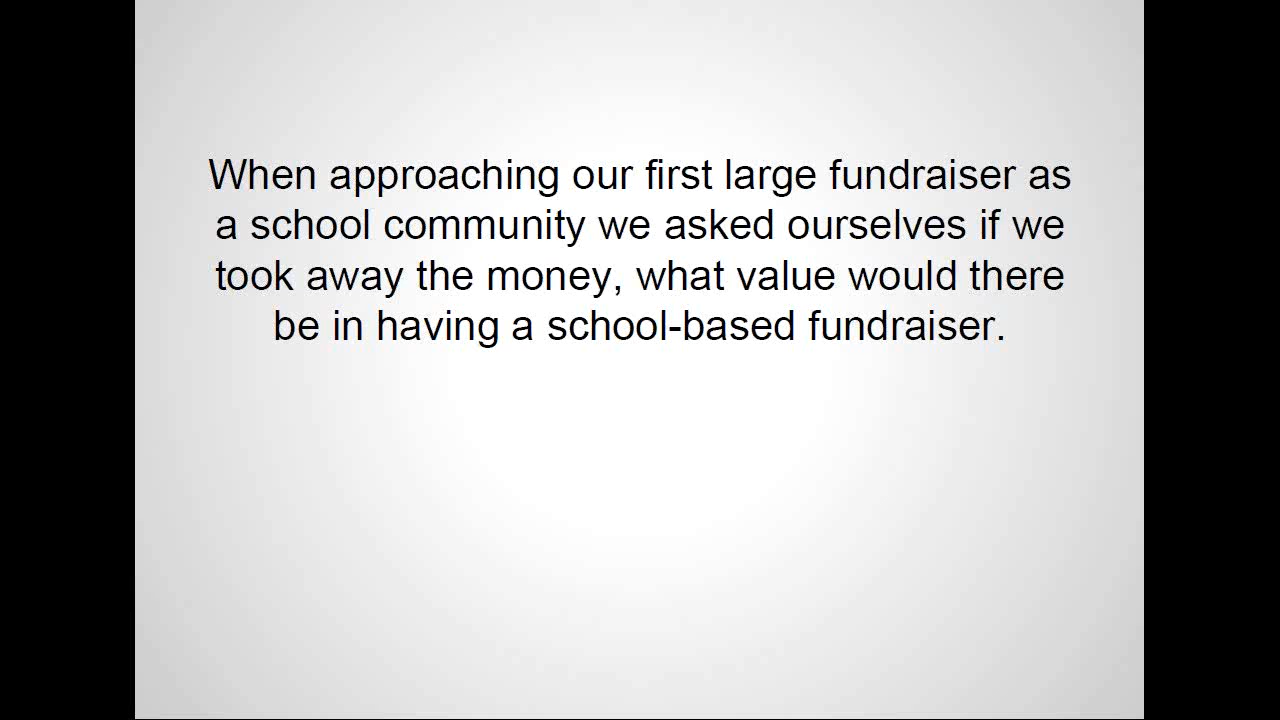 When approaching our first large fundraiser as
a school community we asked ourselves if we
took away the money, what value would there
be in having a school-based fundraiser.